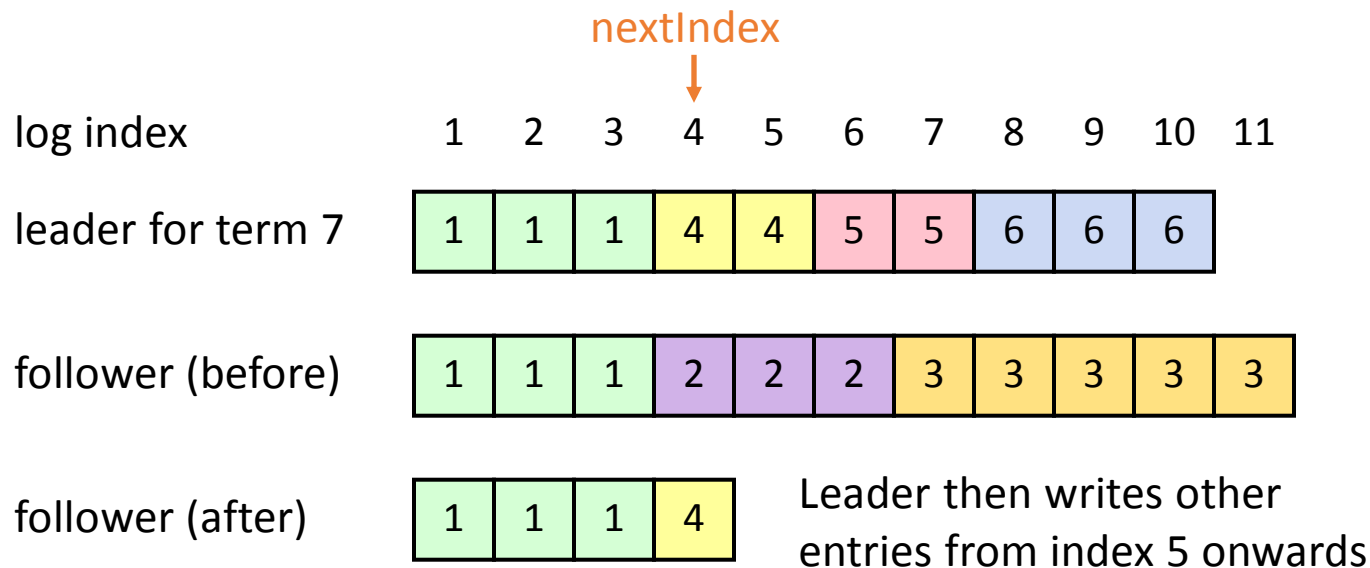 nextIndex
log index 1 2 3 4 5 6 7 8 9 10 11
leader for term 7 1 1 1 4 4 5 5 6 6 6
follower (before) 1 1 1 2 2 2 3 3 3 3 3
follower (after) 1 1 1 4
Leader then writes other
entries from index 5 onwards